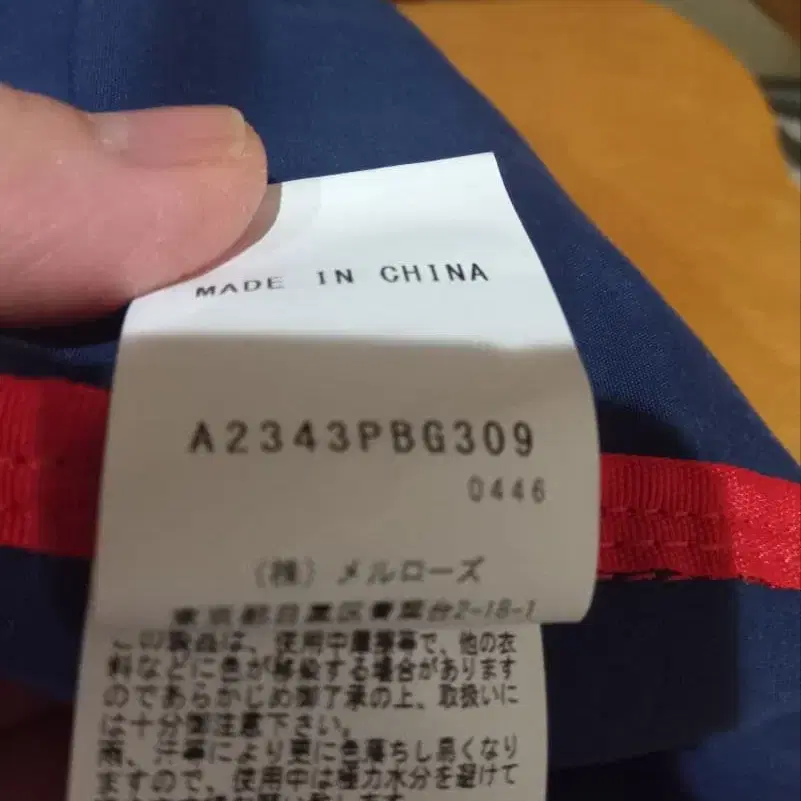 MADE IN CHINA
A2343PBG309
0446
(株) メルローズ
東京都目黒区青葉台2-18-1
この製品は、使用中摩擦等で、他の衣
料などに色が移染する場合があります
のであらかじめ御了承の上、取扱いに
は十分御注意下さい。
雨、汗等により更に色落ちし易くなり
ますので、使用中は極力水分を避けて